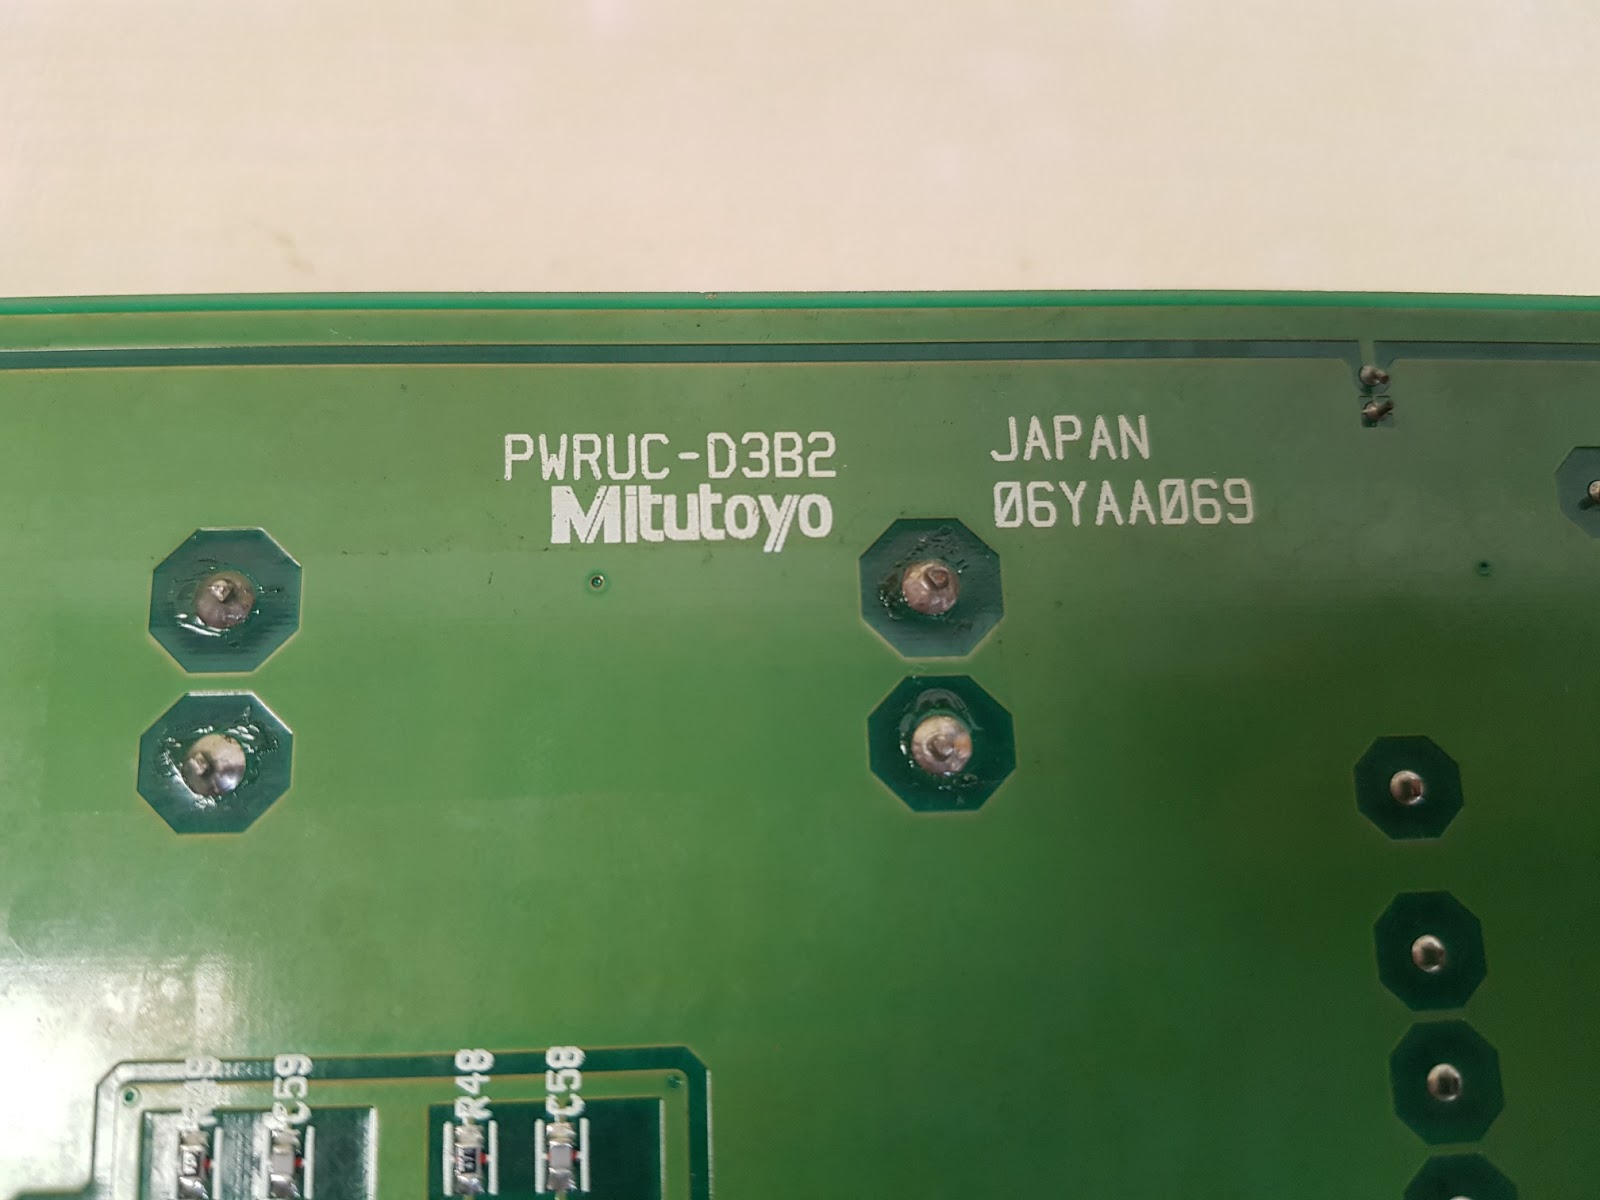 PWRUC-D3B2
Mitutoyo
JAPAN
06YAA069
C59
R48
C58